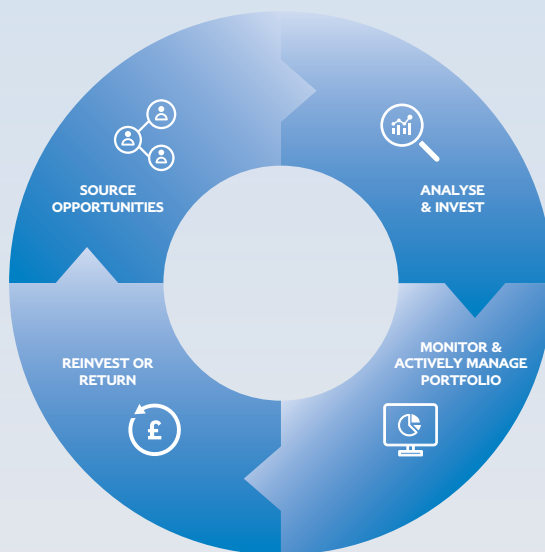 SOURCE
OPPORTUNITIES
ANALYSE
& INVEST
MONITOR &
ACTIVELY MANAGE
PORTFOLIO
REINVEST OR
RETURN
£